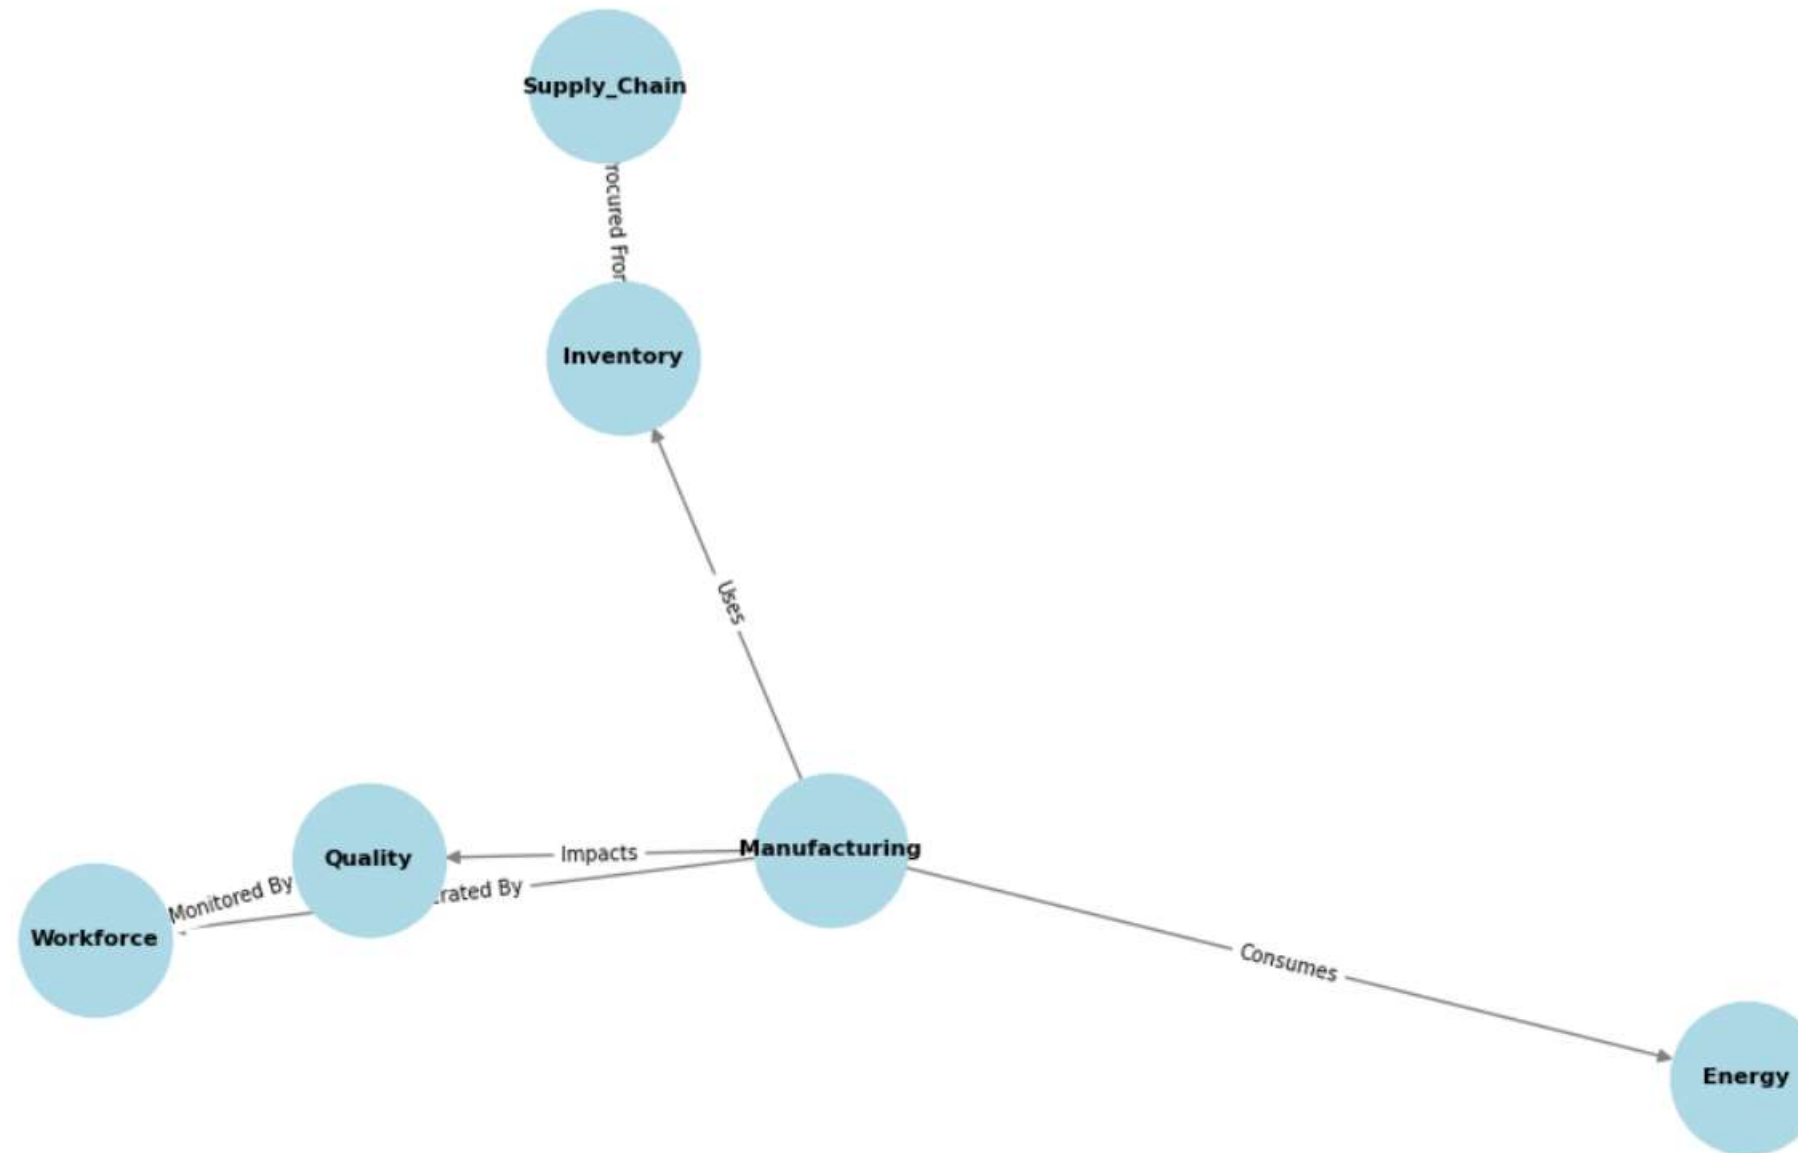 Supply_Chain
rocured Fror
Inventory
Uses
Manufacturing
Impacts
Quality
rated By
Monitored By
Workforce
Consumes
Energy